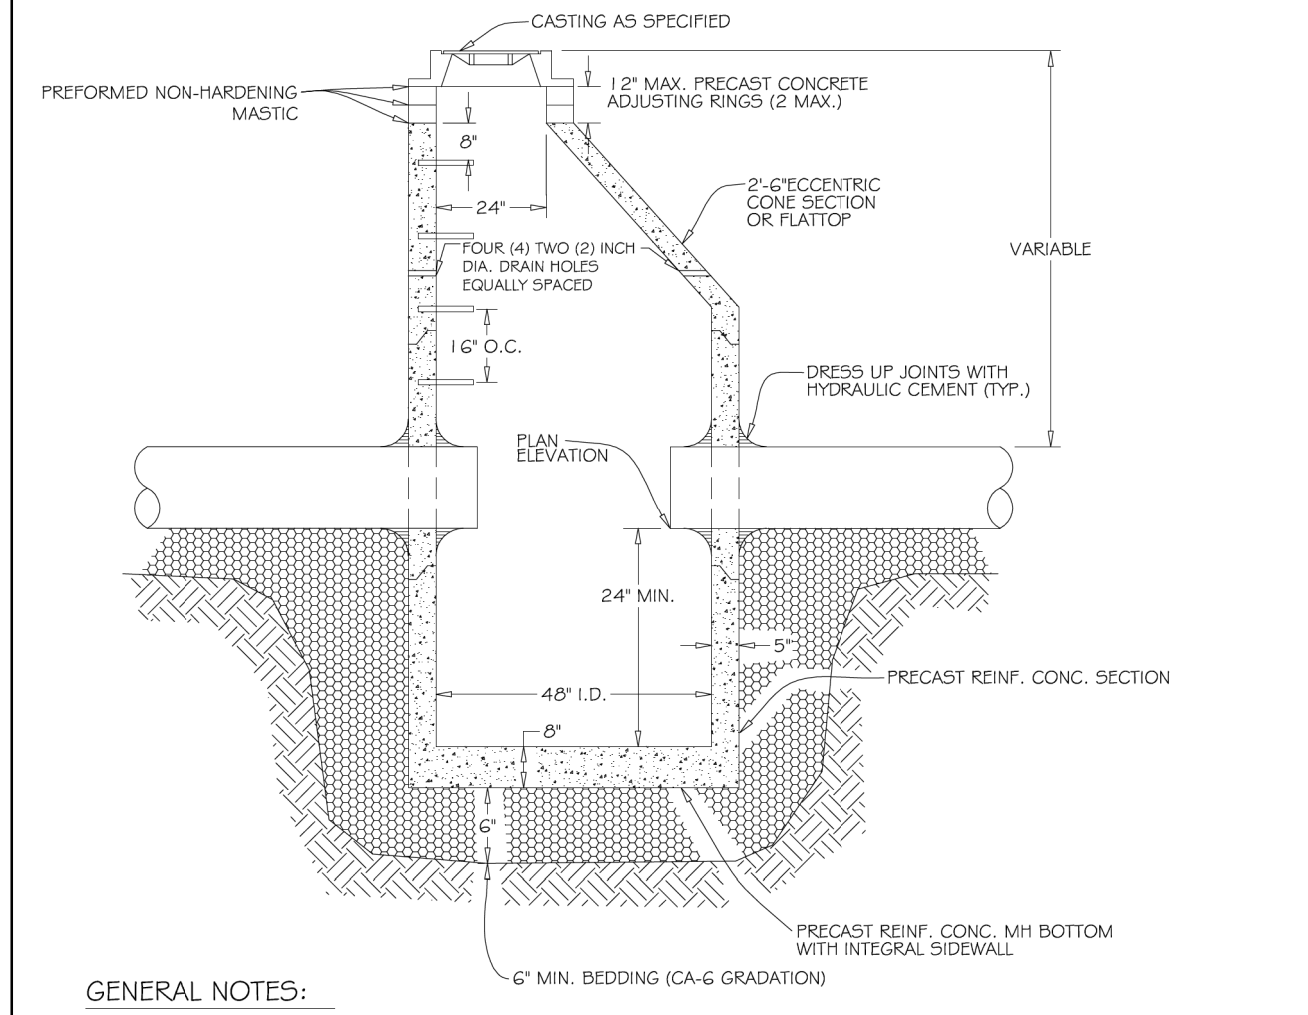 CASTING AS SPECIFIED
PREFORMED NON-HARDENING
MASTIC
12" MAX. PRECAST CONCRETE
ADJUSTING RINGS (2 MAX.)
8"
2'-6"ECCENTRIC
CONE SECTION
OR FLATTOP
24"
FOUR (4) TWO (2) INCH
DIA. DRAIN HOLES
EQUALLY SPACED
VARIABLE
16" O.C.
DRESS UP JOINTS WITH
HYDRAULIC CEMENT (TYP.)
PLAN
ELEVATION
24" MIN.
5"
PRECAST REINF. CONC. SECTION
48" I.D.
8"
6"
PRECAST REINF. CONC. MH BOTTOM
WITH INTEGRAL SIDEWALL
6" MIN. BEDDING (CA-6 GRADATION)
GENERAL NOTES: